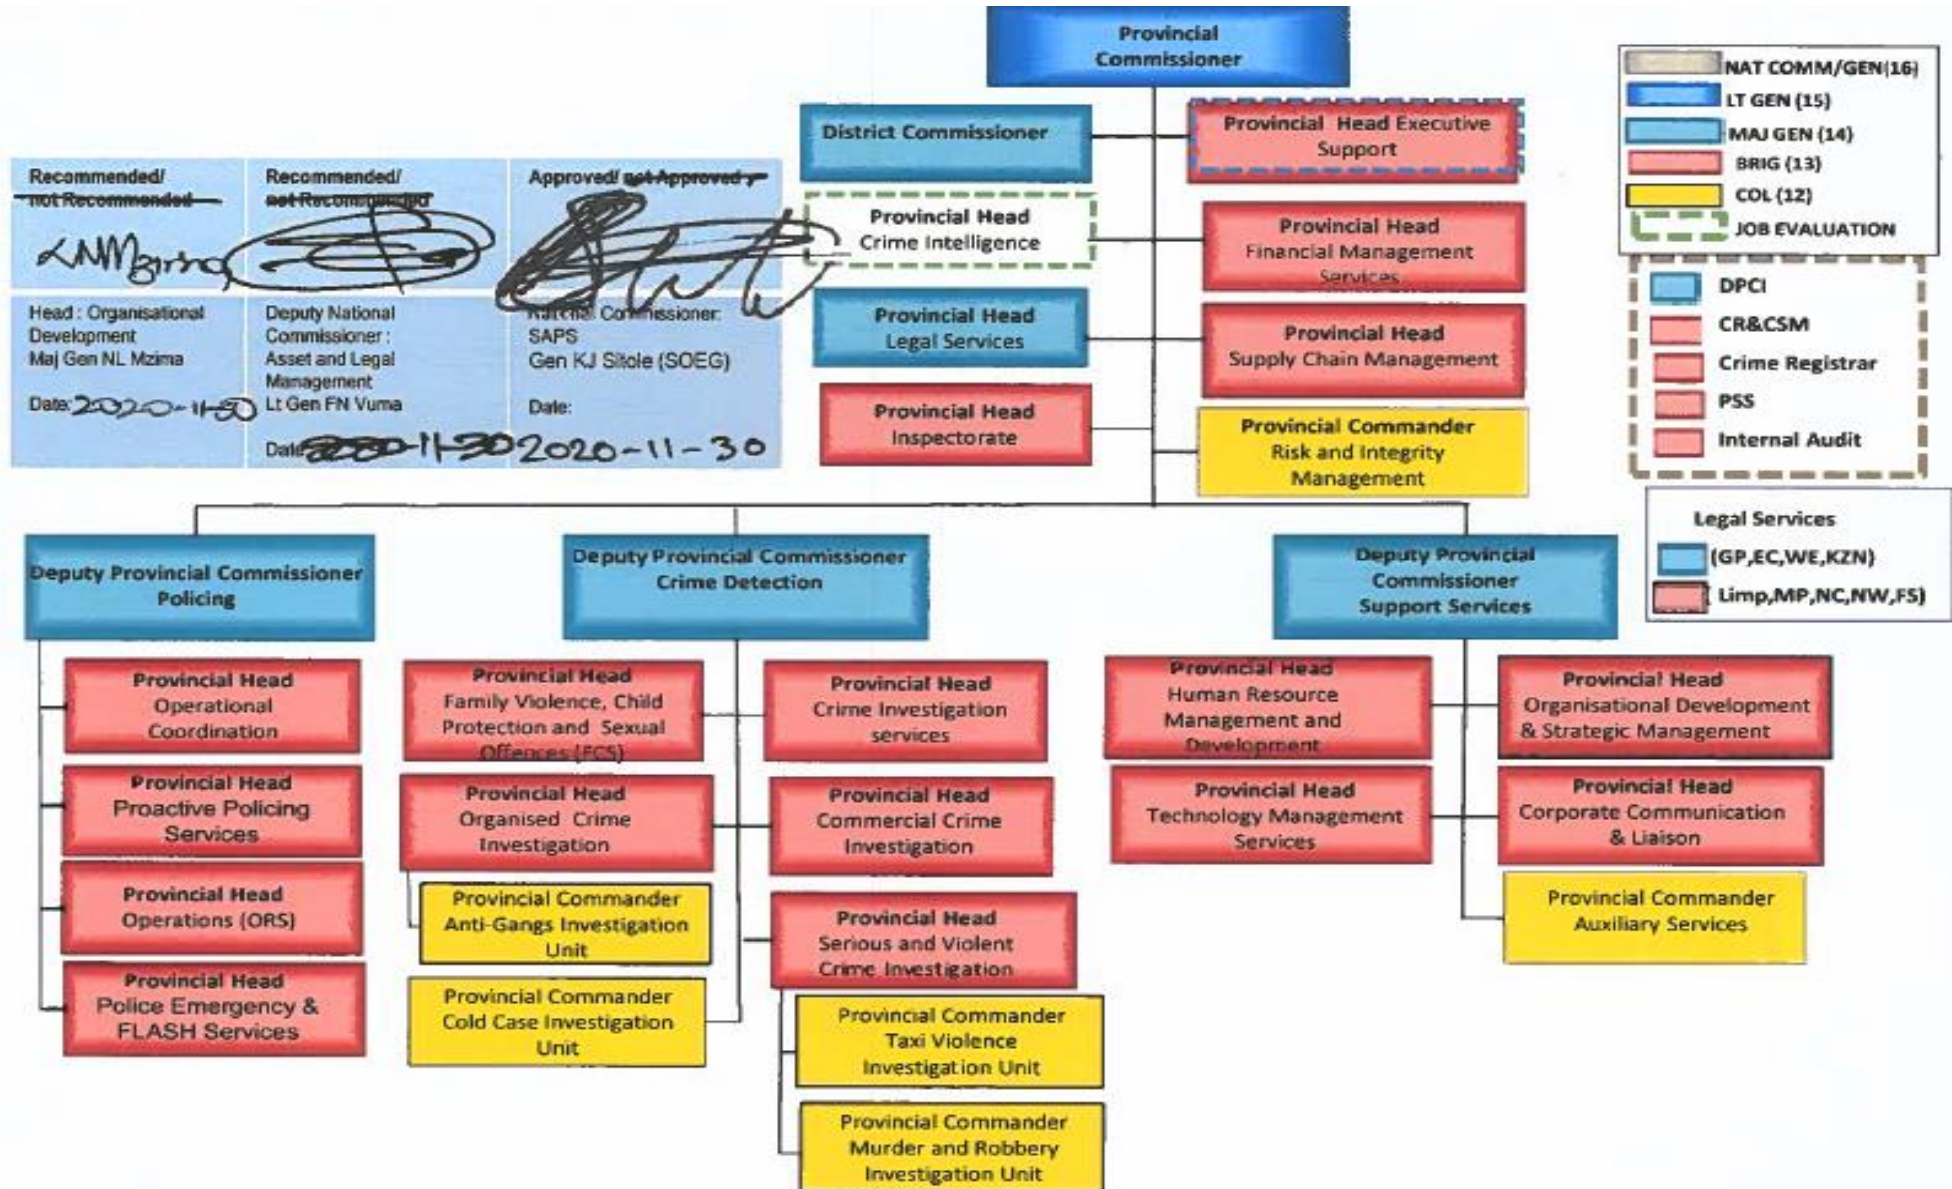 Provincial
Commissioner
District Commissioner
Provincial Head Executive
Support
Provincial Head
Crime Intelligence
Provincial Head
Financial Management
Services
Provincial Head
Legal Services
Provincial Head
Supply Chain Management
Provincial Head
Inspectorate
Provincial Commander
Risk and Integrity
Management
NAT COMM/GEN(16)
LT GEN (15)
MAJ GEN (14)
BRIG (13)
COL (12)
JOB EVALUATION
DPCI
CR&CSM
Crime Registrar
PSS
Internal Audit
Legal Services
(GP,EC,WE,KZN)
( Limp,MP,NC,NW,FS)
Recommended/
not Recommended
Head : Organisational
Development
Maj Gen NL Mzima
Date: 2020-11-30
Recommended/
not Recommended
Deputy National
Commissioner :
Asset and Legal
Management
Lt Gen FN Vuma
Date 11-30
Approved/ not Approved
National Commissioner:
SAPS
Gen KJ Sitole (SOEG)
Date:
2020-11-30
Deputy Provincial Commissioner
Policing
Provincial Head
Operational
Coordination
Provincial Head
Proactive Policing
Services
Provincial Head
Operations (ORS)
Provincial Head
Police Emergency &
FLASH Services
Deputy Provincial Commissioner
Crime Detection
Provincial Head
Family Violence, Child
Protection and Sexual
Offences (FCS)
Provincial Head
Crime Investigation
services
Provincial Head
Organised Crime
Investigation
Provincial Head
Commercial Crime
Investigation
Provincial Commander
Anti-Gangs Investigation
Unit
Provincial Head
Serious and Violent
Crime Investigation
Provincial Commander
Cold Case Investigation
Unit
Provincial Commander
Taxi Violence
Investigation Unit
Provincial Commander
Murder and Robbery
Investigation Unit
Deputy Provincial
Commissioner
Support Services
Provincial Head
Human Resource
Management and
Development
Provincial Head
Organisational Development
& Strategic Management
Provincial Head
Technology Management
Services
Provincial Head
Corporate Communication
& Liaison
Provincial Commander
Auxiliary Services